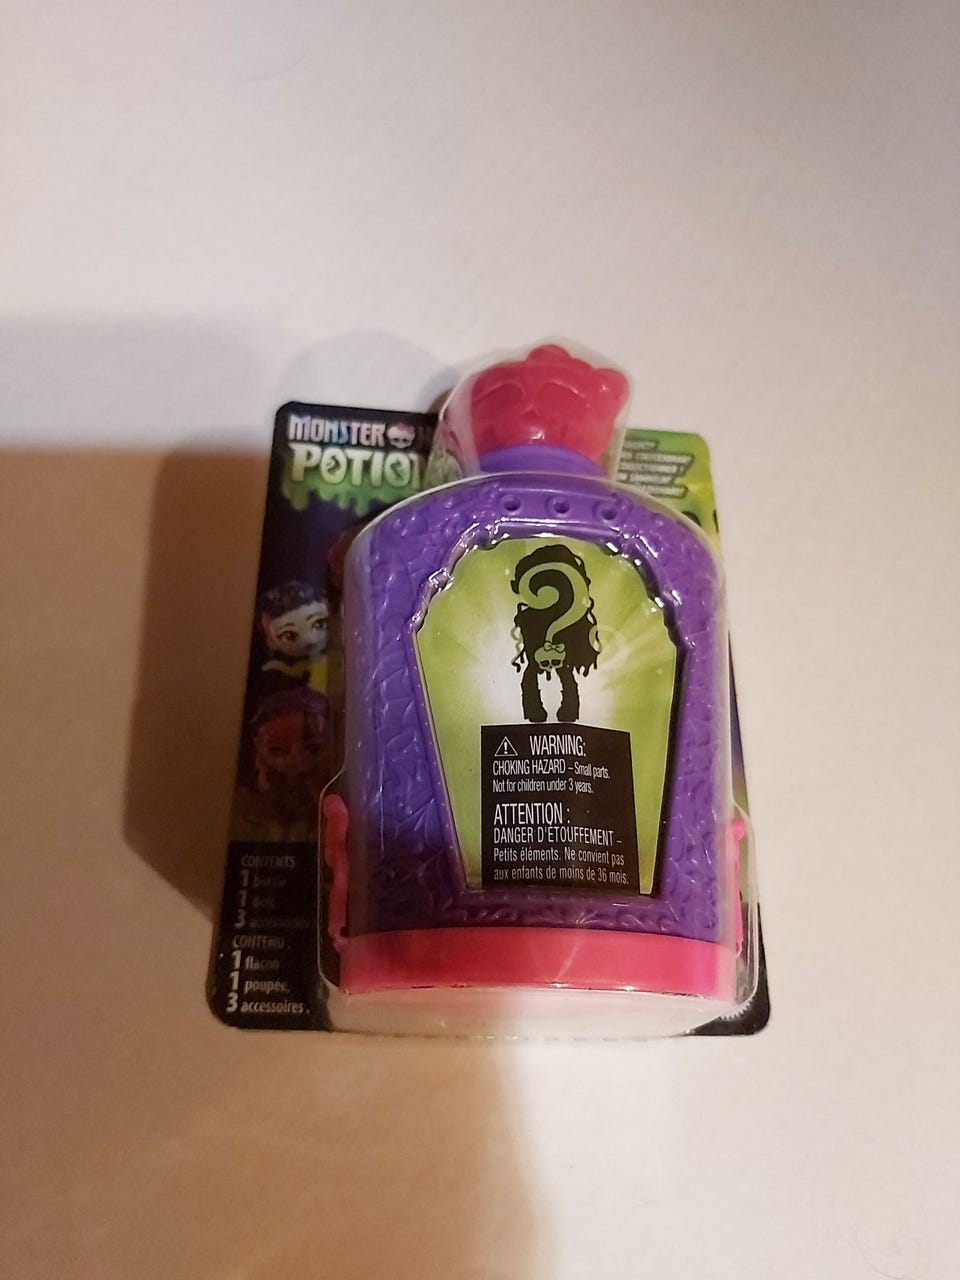 MONSTER
POTIO
?
WARNING:
CHOKING HAZARD – Small parts.
Not for children under 3 years.
ATTENTION :
DANGER D'ÉTOUFFEMENT –
Petits éléments. Ne convient pas
aux enfants de moins de 36 mois.
CONTENTS
1 bottle
1 doll,
3 accessories
CONTENU :
1 flacon
1 poupée,
3 accessoires.